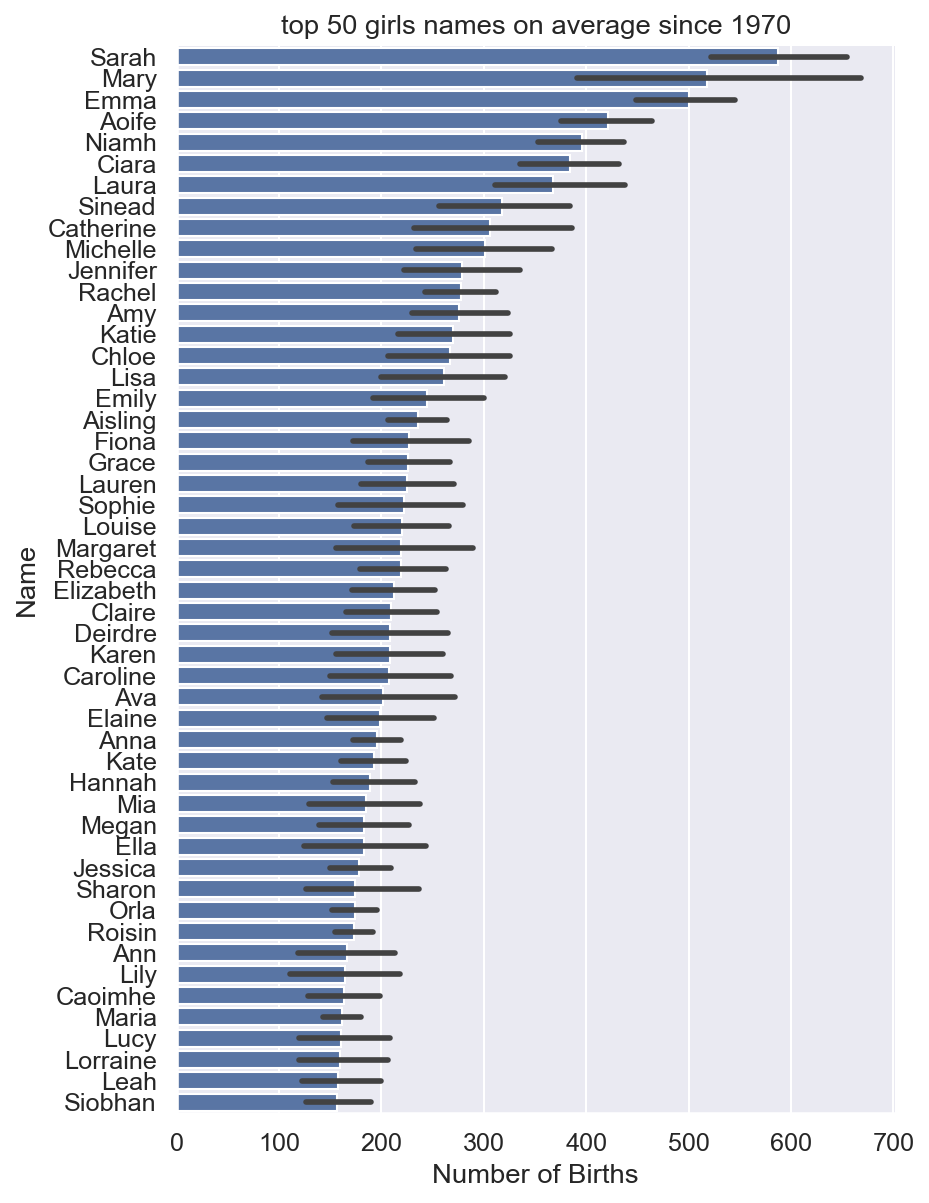 top 50 girls names on average since 1970
Sarah
Mary
Emma
Aoife
Niamh
Ciara
Laura
Sinead
Catherine
Michelle
Jennifer
Rachel
Amy
Katie
Chloe
Lisa
Emily
Aisling
Fiona
Grace
Lauren
Sophie
Louise
Margaret
Rebecca
Elizabeth
Claire
Deirdre
Karen
Caroline
Ava
Elaine
Anna
Kate
Hannah
Mia
Megan
Ella
Jessica
Sharon
Orla
Roisin
Ann
Lily
Caoimhe
Maria
Lucy
Lorraine
Leah
Siobhan
Name
0 100 200 300 400 500 600 700
Number of Births